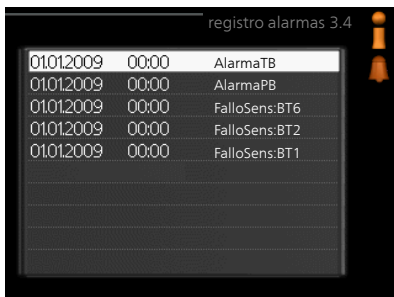 registro alarmas 3.4
01.01.2009 00:00 AlarmaTB
01.01.2009 00:00 AlarmaPB
01.01.2009 00:00 FalloSens:BT6
01.01.2009 00:00 FalloSens:BT2
01.01.2009 00:00 FalloSens:BT1